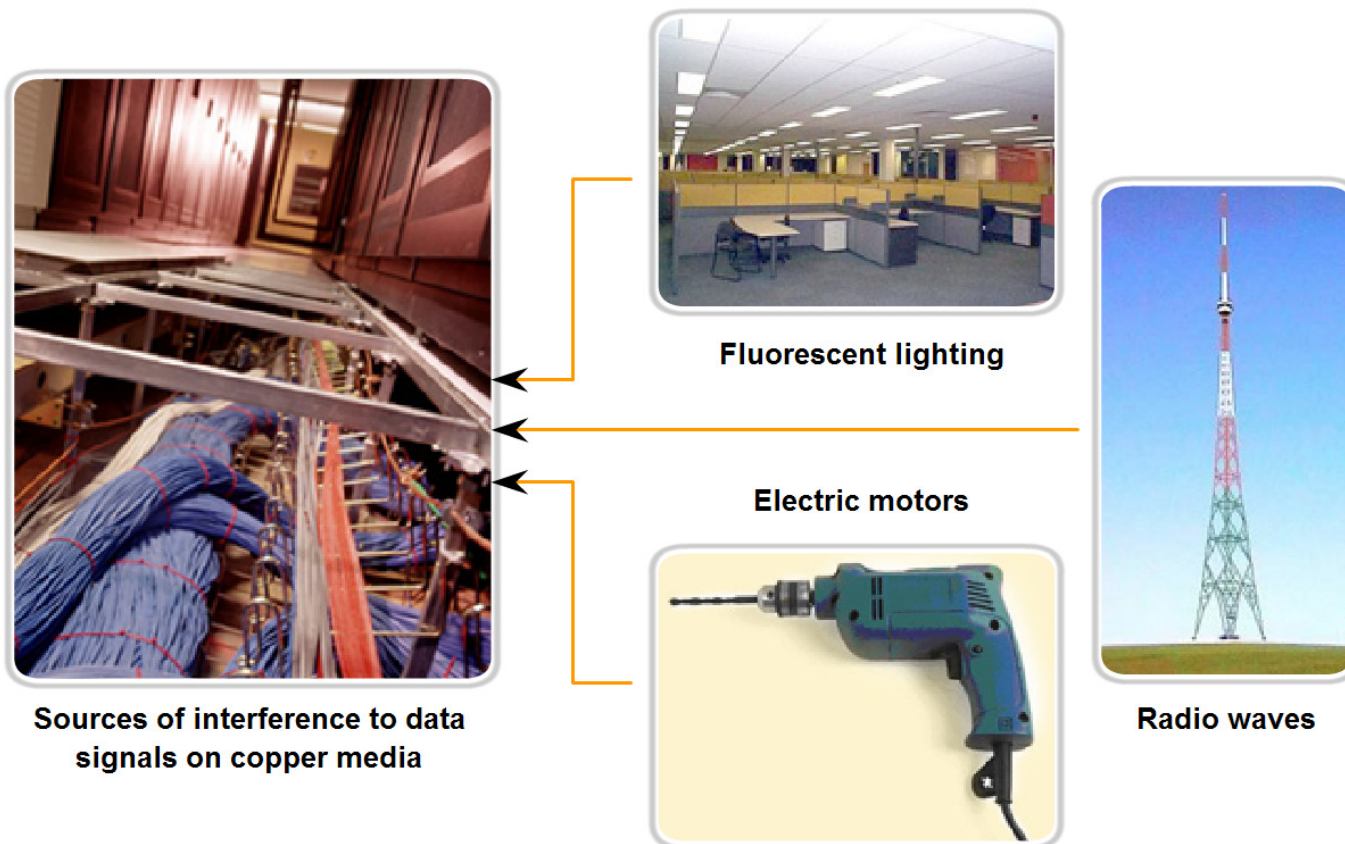 Fluorescent lighting
Electric motors
Sources of interference to data
signals on copper media
Radio waves